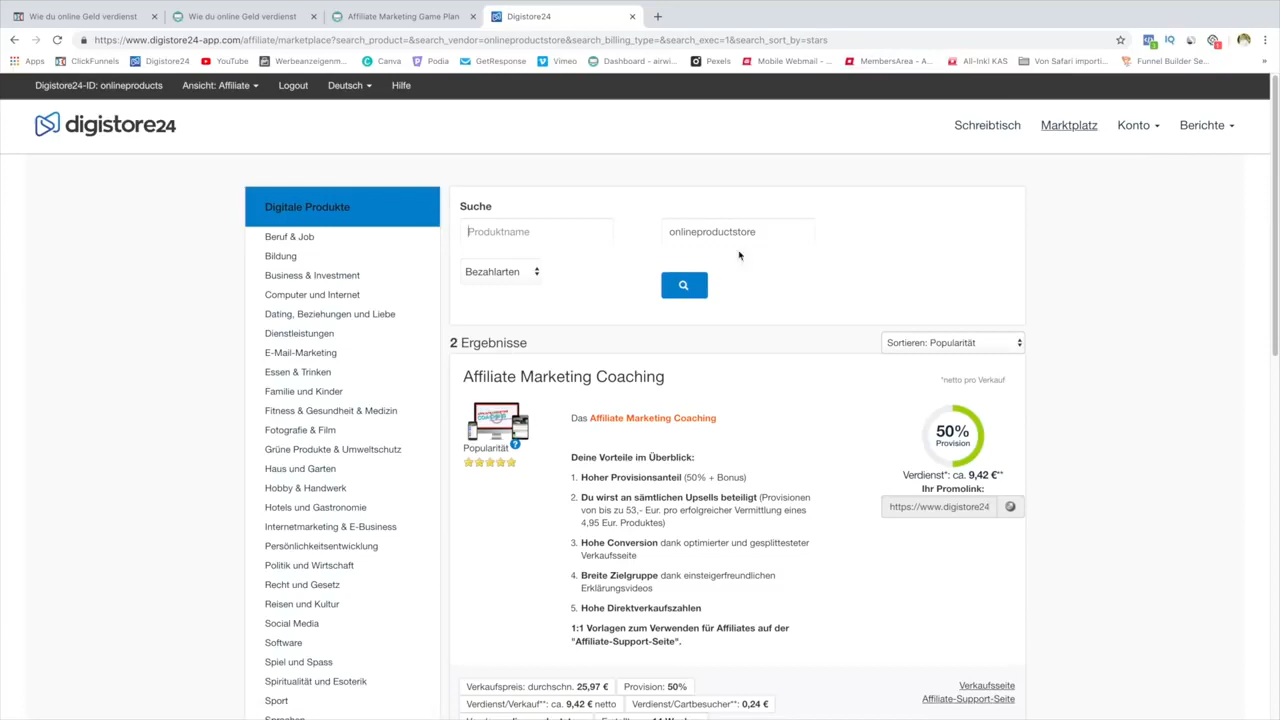 Wie du online Geld verdienst
Wie du online Geld verdienst
Affiliate Marketing Game Plan
Digistore24
https://www.digistore24-app.com/affiliate/marketplace?search_product=&search_vendor=onlineproductstore&search_billing_type=&search_exec=1&search_sort_by=stars
Apps ClickFunnels Digistore24 YouTube Werbeanzeigenm... Canva Podia GetResponse Vimeo Dashboard - airwi... Pexels Mobile Webmail - ... MembersArea - A... All-Inkl KAS Von Safari importi... Funnel Builder Se... »
Digistore24-ID: onlineproducts Ansicht: Affiliate Logout Deutsch Hilfe
digistore24
Schreibtisch Marktplatz Konto Berichte
Digitale Produkte
Beruf & Job
Bildung
Business & Investment
Computer und Internet
Dating, Beziehungen und Liebe
Dienstleistungen
E-Mail-Marketing
Essen & Trinken
Familie und Kinder
Fitness & Gesundheit & Medizin
Fotografie & Film
Grüne Produkte & Umweltschutz
Haus und Garten
Hobby & Handwerk
Hotels und Gastronomie
Internetmarketing & E-Business
Persönlichkeitsentwicklung
Politik und Wirtschaft
Recht und Gesetz
Reisen und Kultur
Social Media
Software
Spiel und Spass
Spiritualität und Esoterik
Sport
Suche
Produktname
onlineproductstore
Bezahlarten
2 Ergebnisse
Sortieren: Popularität
Affiliate Marketing Coaching
*netto pro Verkauf
Popularität ?
Das Affiliate Marketing Coaching
Deine Vorteile im Überblick:
1. Hoher Provisionsanteil (50% + Bonus)
2. Du wirst an sämtlichen Upsells beteiligt (Provisionen
von bis zu 53,- Eur. pro erfolgreicher Vermittlung eines
4,95 Eur. Produktes)
3. Hohe Conversion dank optimierter und gesplitteteter
Verkaufsseite
4. Breite Zielgruppe dank einsteigerfreundlichen
Erklärungsvideos
5. Hohe Direktverkaufszahlen
1:1 Vorlagen zum Verwenden für Affiliates auf der
"Affiliate-Support-Seite".
50%
Provision
Verdienst*: ca. 9,42 €**
Ihr Promolink:
https://www.digistore24
Verkaufspreis: durchschn. 25,97 € Provision: 50%
Verdienst/Verkauf**: ca. 9,42 € netto Verdienst/Cartbesucher**: 0,24 €
Verkaufsseite
Affiliate-Support-Seite